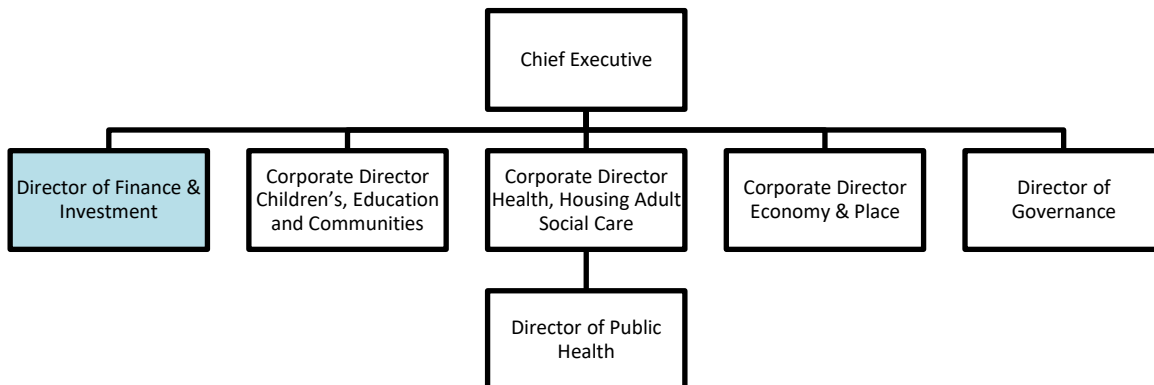 Chief Executive
Director of Finance &
Investment
Corporate Director
Children’s, Education
and Communities
Corporate Director
Health, Housing Adult
Social Care
Corporate Director
Economy & Place
Director of
Governance
Director of Public
Health